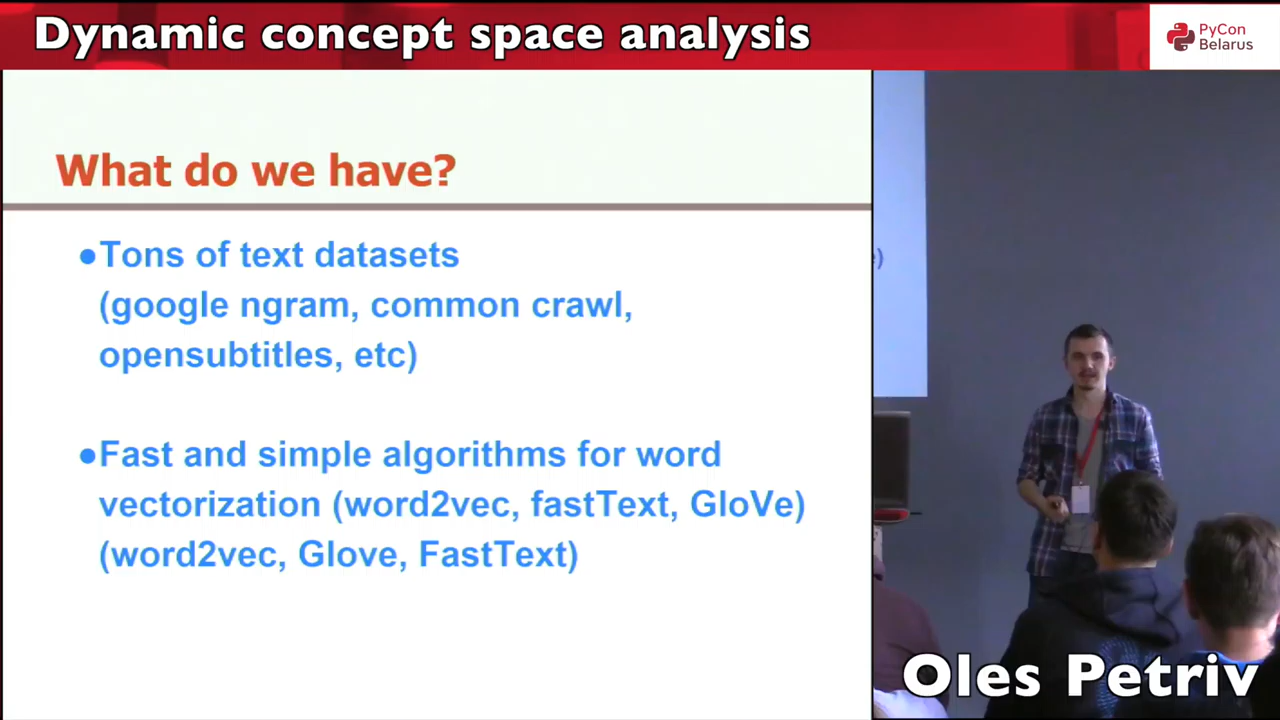 Dynamic concept space analysis
PyCon
Belarus
What do we have?
●Tons of text datasets
(google ngram, common crawl,
opensubtitles, etc)
●Fast and simple algorithms for word
vectorization (word2vec, fastText, GloVe)
(word2vec, Glove, FastText)
Oles Petriv